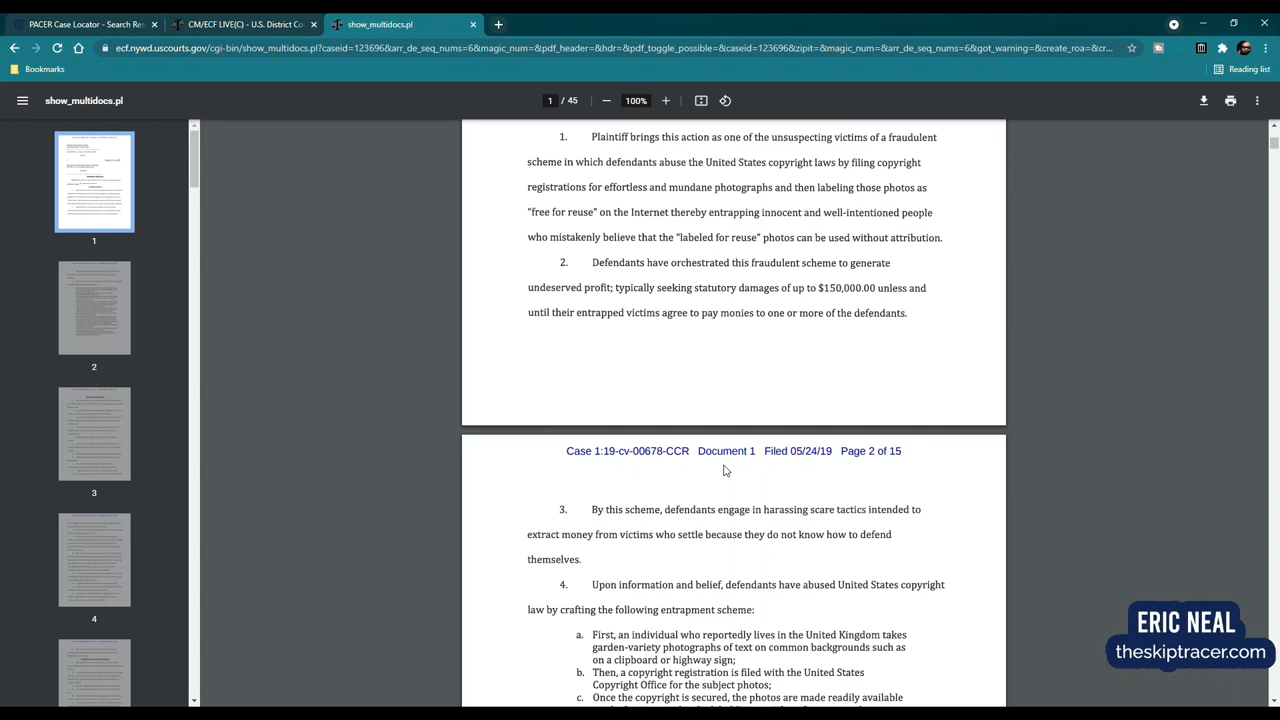 PACER Case Locator - Search Res
CM/ECF LIVE(C) - U.S. District Co
show_multidocs.pl
ecf.nywd.uscourts.gov/cgi-bin/show_multidocs.pl?caseid=123696&arr_de_seq_nums=6&magic_num=&pdf_header=&hdr=&pdf_toggle_possible=&caseid=123696&zipit=&magic_num=&arr_de_seq_nums=6&got_warning=&create_roa=&cr...
Bookmarks
Reading list
show_multidocs.pl
1 / 45
100%
1. Plaintiff brings this action as one of the unsuspecting victims of a fraudulent
scheme in which defendants abuse the United States copyright laws by filing copyright
registrations for effortless and mundane photographs and then labeling those photos as
“free for reuse” on the Internet thereby entrapping innocent and well-intentioned people
who mistakenly believe that the “labeled for reuse” photos can be used without attribution.
2. Defendants have orchestrated this fraudulent scheme to generate
undeserved profit; typically seeking statutory damages of up to $150,000.00 unless and
until their entrapped victims agree to pay monies to one or more of the defendants.
Case 1:19-cv-00678-CCR Document 1 Filed 05/24/19 Page 2 of 15
3. By this scheme, defendants engage in harassing scare tactics intended to
extract money from victims who settle because they do not know how to defend
themselves.
4. Upon information and belief, defendants have abused United States copyright
law by crafting the following entrapment scheme:
a. First, an individual who reportedly lives in the United Kingdom takes
garden-variety photographs of text on common backgrounds such as
on a clipboard or highway sign;
b. Then, a copyright registration is filed with the United States
Copyright Office for the subject photos;
c. Once the copyright is secured, the photos are made readily available
1
2
3
4
ERIC NEAL
theskiptracer.com